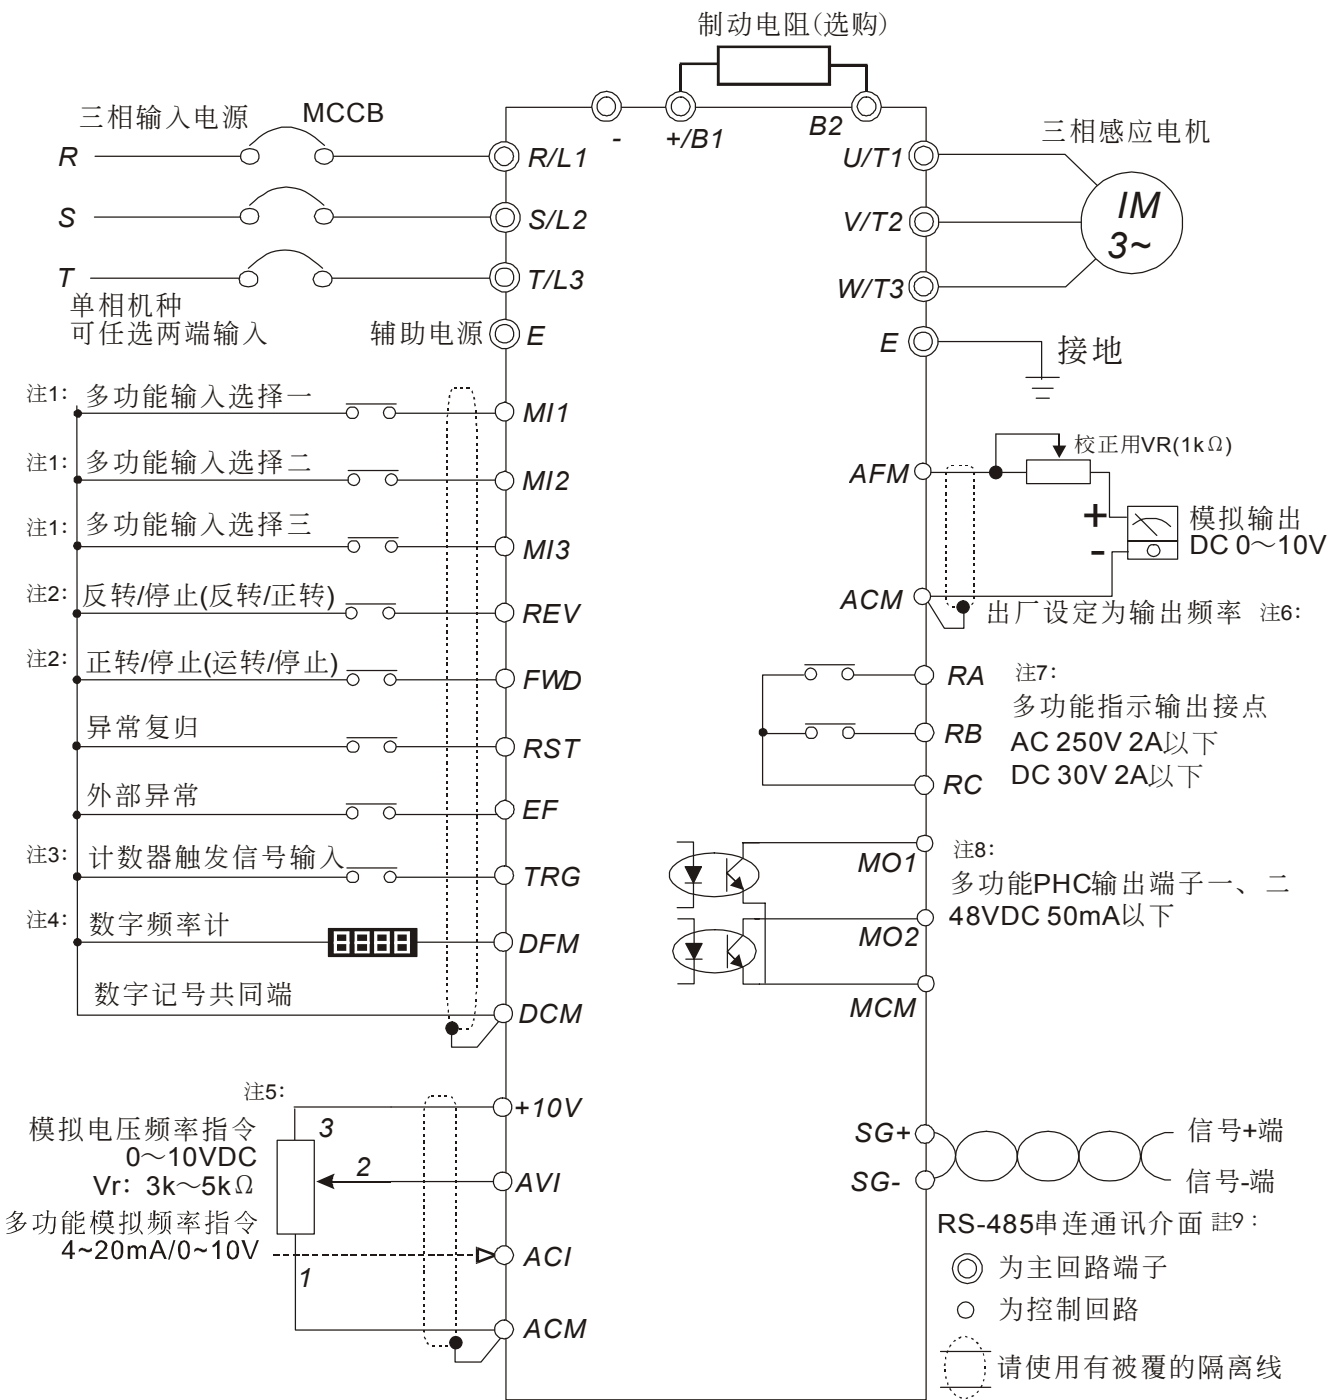 制动电阻(选购)
三相输入电源 MCCB
- +/B1 B2
三相感应电机
R R/L1 U/T1
IM
3~
S S/L2 V/T2
T T/L3 W/T3
单相机种
可任选两端输入 辅助电源 E E 接地
注1: 多功能输入选择一 MI1
注1: 多功能输入选择二 MI2
注1: 多功能输入选择三 MI3
注2: 反转/停止(反转/正转) REV
注2: 正转/停止(运转/停止) FWD
异常复归 RST
外部异常 EF
注3: 计数器触发信号输入 TRG
注4: 数字频率计 8888 DFM
数字记号共同端 DCM
校正用VR(1kΩ)
AFM
+ 模拟输出
- DC 0～10V
ACM 出厂设定为输出频率 注6:
RA 注7:
多功能指示输出接点
RB AC 250V 2A以下
RC DC 30V 2A以下
MO1 注8:
多功能PHC输出端子一、二
MO2 48VDC 50mA以下
MCM
注5: +10V
模拟电压频率指令 3
0～10VDC
Vr: 3k～5kΩ 2 AVI
多功能模拟频率指令
4~20mA/0~10V ACI
1
ACM
SG+ 信号+端
SG- 信号-端
RS-485串连通讯介面 註9:
为主回路端子
为控制回路
请使用有被覆的隔离线